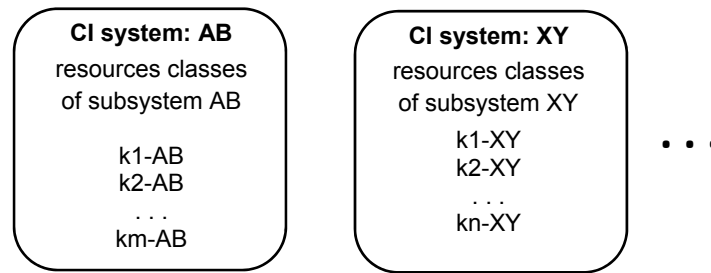 CI system: AB
resources classes
of subsystem AB
k1-AB
k2-AB
. . .
km-AB
CI system: XY
resources classes
of subsystem XY
k1-XY
k2-XY
. . .
kn-XY
. . .